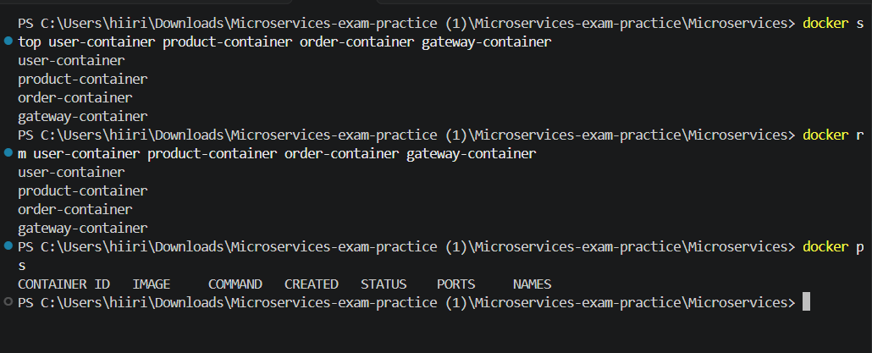 PS C:\Users\hiiri\Downloads\Microservices-exam-practice (1)\Microservices-exam-practice\Microservices> docker s
top user-container product-container order-container gateway-container
user-container
product-container
order-container
gateway-container
PS C:\Users\hiiri\Downloads\Microservices-exam-practice (1)\Microservices-exam-practice\Microservices> docker r
m user-container product-container order-container gateway-container
user-container
product-container
order-container
gateway-container
PS C:\Users\hiiri\Downloads\Microservices-exam-practice (1)\Microservices-exam-practice\Microservices> docker p
s
CONTAINER ID   IMAGE     COMMAND   CREATED   STATUS    PORTS     NAMES
PS C:\Users\hiiri\Downloads\Microservices-exam-practice (1)\Microservices-exam-practice\Microservices>